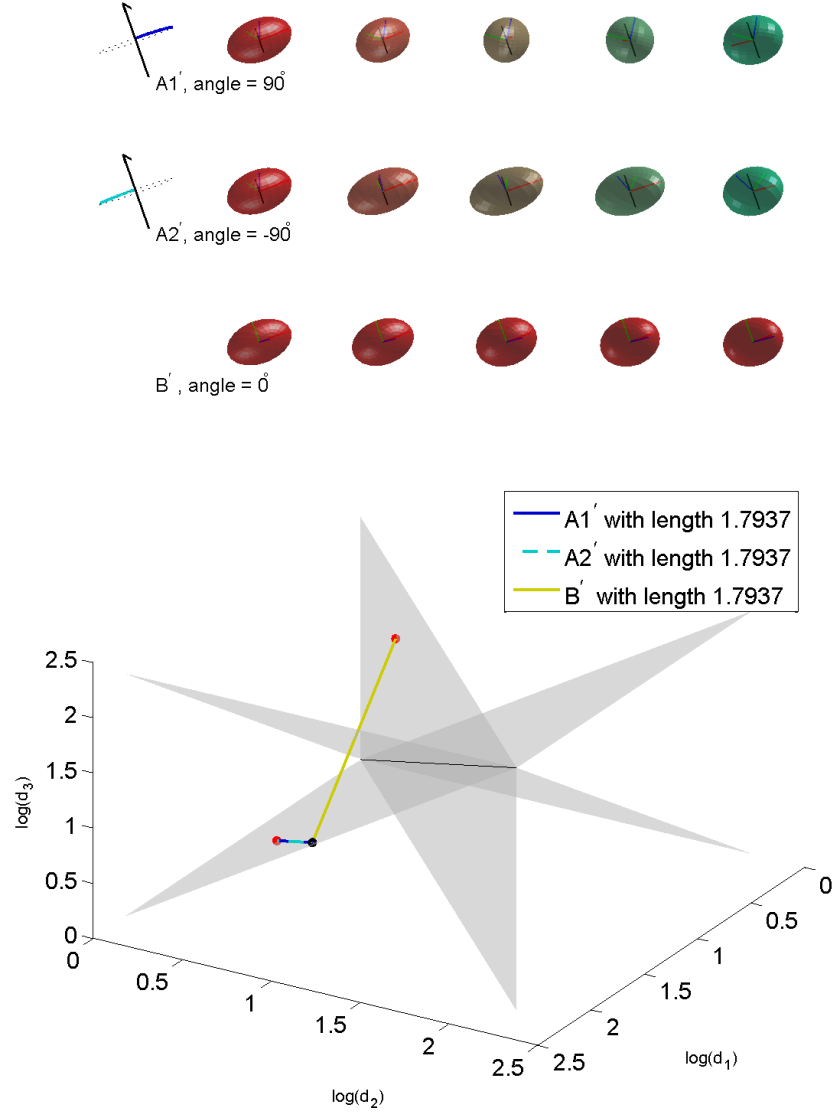 A1′, angle = 90°
A2′, angle = -90°
B′ , angle = 0°
A1′ with length 1.7937
A2′ with length 1.7937
B′ with length 1.7937
2.5
2
1.5
1
0.5
0
log(d₃)
0
0.5
1
1.5
2
2.5
log(d₂)
0
0.5
1
1.5
2
2.5
log(d₁)